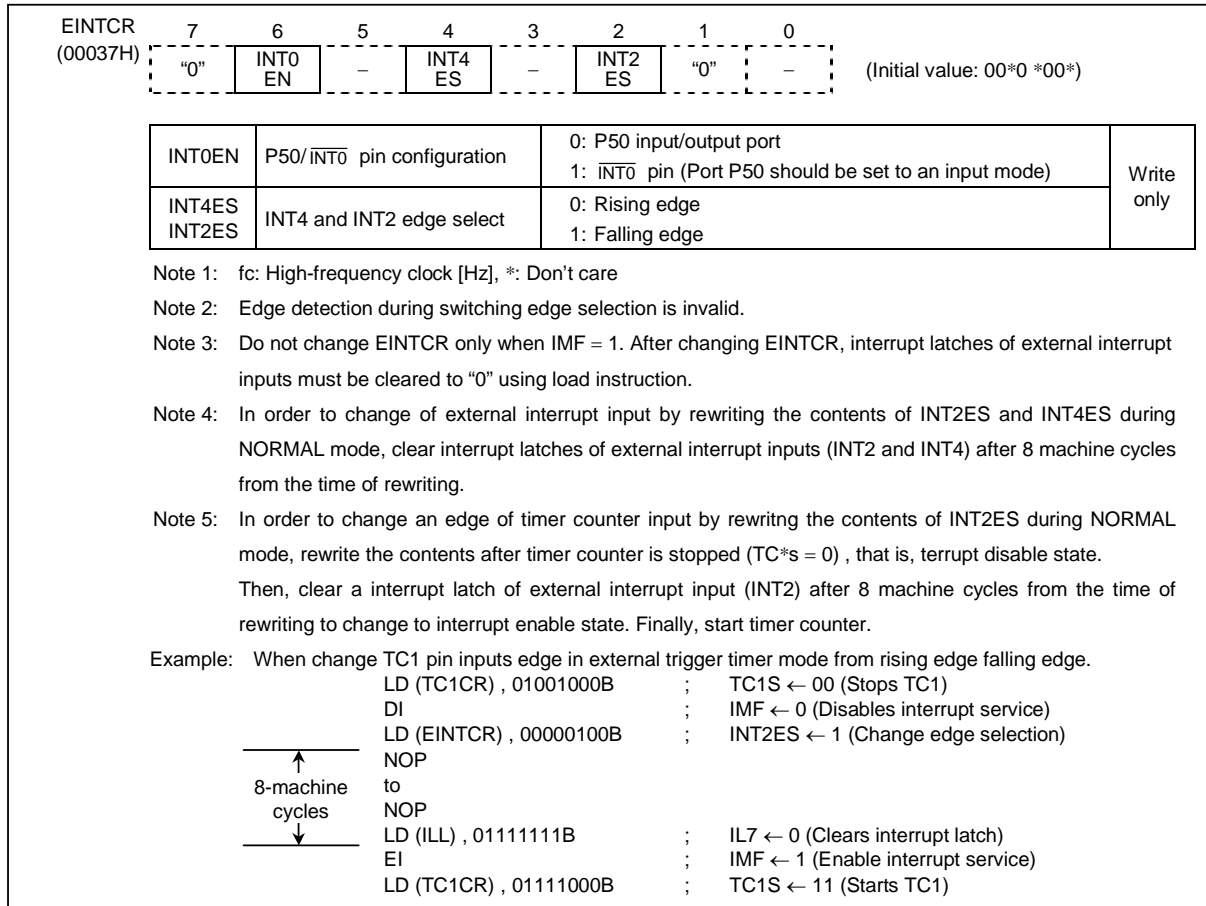 EINTCR
(00037H)
7 6 5 4 3 2 1 0
“0” INT0 EN – INT4 ES – INT2 ES “0” – (Initial value: 00*0 *00*)
INT0EN P50/INT0 pin configuration 0: P50 input/output port
1: INT0 pin (Port P50 should be set to an input mode)
Write only
INT4ES
INT2ES
INT4 and INT2 edge select
0: Rising edge
1: Falling edge
Note 1: fc: High-frequency clock [Hz], *: Don’t care
Note 2: Edge detection during switching edge selection is invalid.
Note 3: Do not change EINTCR only when IMF = 1. After changing EINTCR, interrupt latches of external interrupt
inputs must be cleared to “0” using load instruction.
Note 4: In order to change of external interrupt input by rewriting the contents of INT2ES and INT4ES during
NORMAL mode, clear interrupt latches of external interrupt inputs (INT2 and INT4) after 8 machine cycles
from the time of rewriting.
Note 5: In order to change an edge of timer counter input by rewritng the contents of INT2ES during NORMAL
mode, rewrite the contents after timer counter is stopped (TC*s = 0) , that is, terrupt disable state.
Then, clear a interrupt latch of external interrupt input (INT2) after 8 machine cycles from the time of
rewriting to change to interrupt enable state. Finally, start timer counter.
Example: When change TC1 pin inputs edge in external trigger timer mode from rising edge falling edge.
LD (TC1CR) , 01001000B ; TC1S ← 00 (Stops TC1)
DI ; IMF ← 0 (Disables interrupt service)
LD (EINTCR) , 00000100B ; INT2ES ← 1 (Change edge selection)
NOP
8-machine to
cycles NOP
LD (ILL) , 01111111B ; IL7 ← 0 (Clears interrupt latch)
EI ; IMF ← 1 (Enable interrupt service)
LD (TC1CR) , 01111000B ; TC1S ← 11 (Starts TC1)